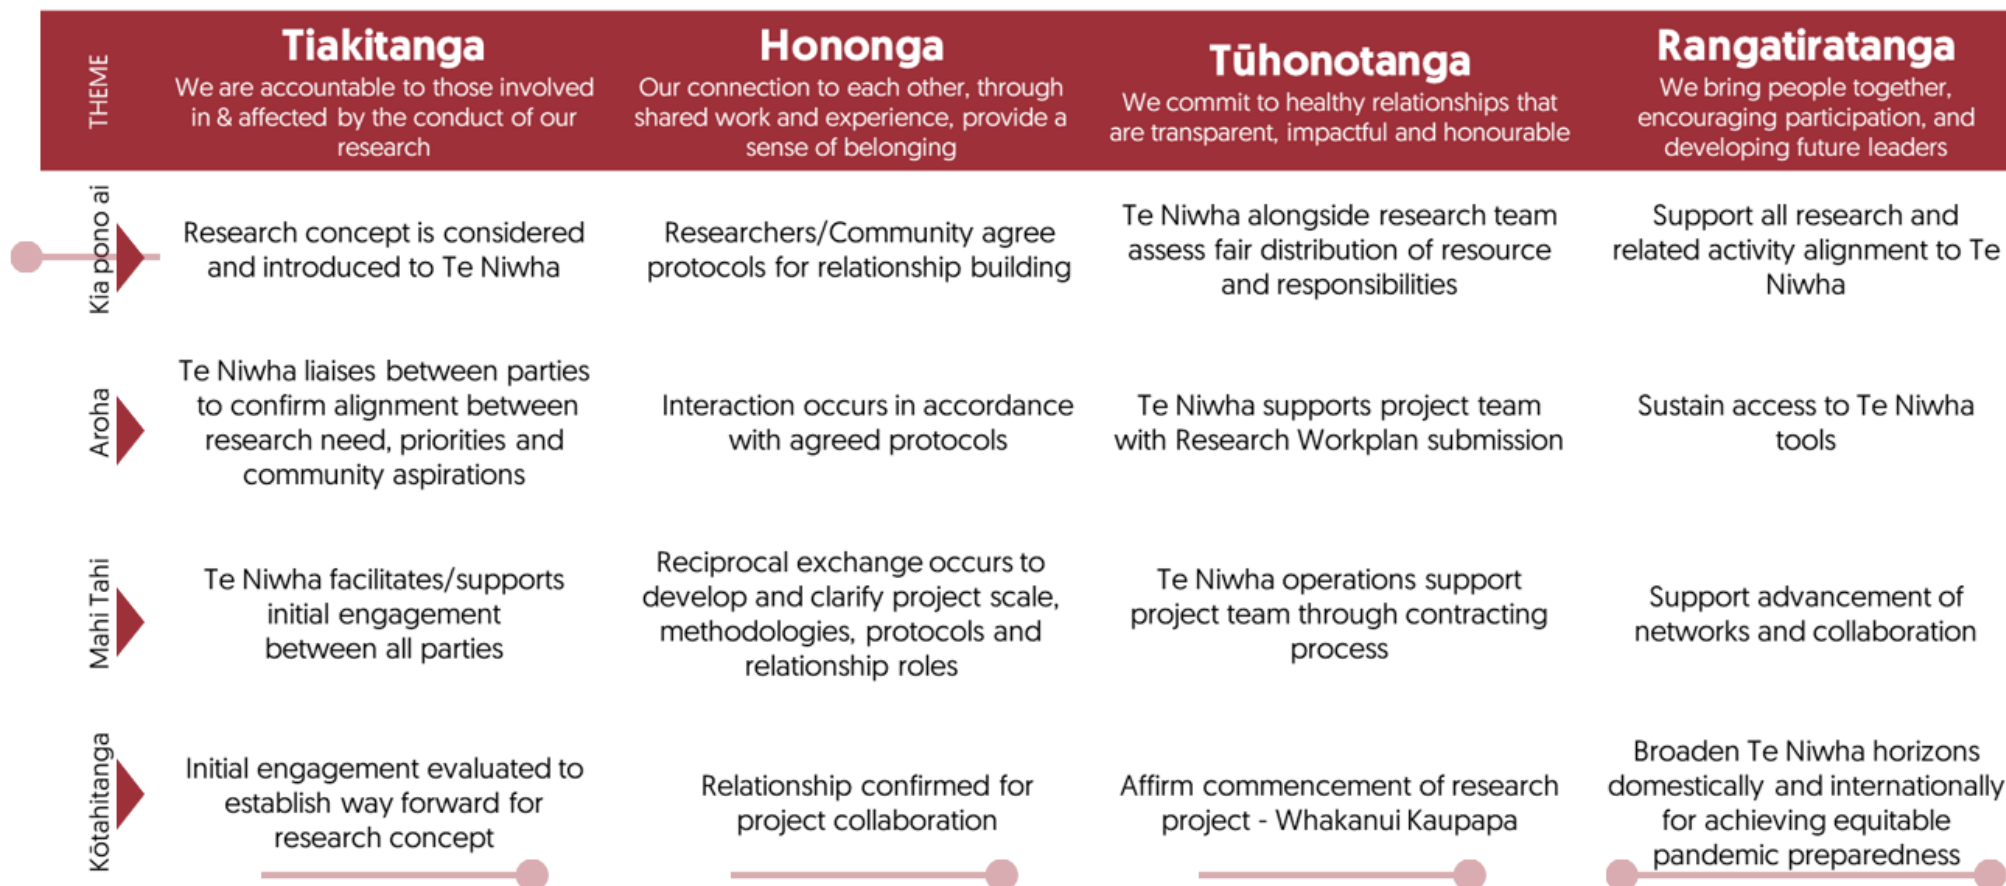 THEME
Tiakitanga
We are accountable to those involved
in & affected by the conduct of our
research
Hononga
Our connection to each other, through
shared work and experience, provide a
sense of belonging
Tūhonotanga
We commit to healthy relationships that
are transparent, impactful and honourable
Rangatiratanga
We bring people together,
encouraging participation, and
developing future leaders
Kia pono ai
Research concept is considered
and introduced to Te Niwha
Researchers/Community agree
protocols for relationship building
Te Niwha alongside research team
assess fair distribution of resource
and responsibilities
Support all research and
related activity alignment to Te
Niwha
Aroha
Te Niwha liaises between parties
to confirm alignment between
research need, priorities and
community aspirations
Interaction occurs in accordance
with agreed protocols
Te Niwha supports project team
with Research Workplan submission
Sustain access to Te Niwha
tools
Mahi Tahi
Te Niwha facilitates/supports
initial engagement
between all parties
Reciprocal exchange occurs to
develop and clarify project scale,
methodologies, protocols and
relationship roles
Te Niwha operations support
project team through contracting
process
Support advancement of
networks and collaboration
Kōtahitanga
Initial engagement evaluated to
establish way forward for
research concept
Relationship confirmed for
project collaboration
Affirm commencement of research
project - Whakanui Kaupapa
Broaden Te Niwha horizons
domestically and internationally
for achieving equitable
pandemic preparedness